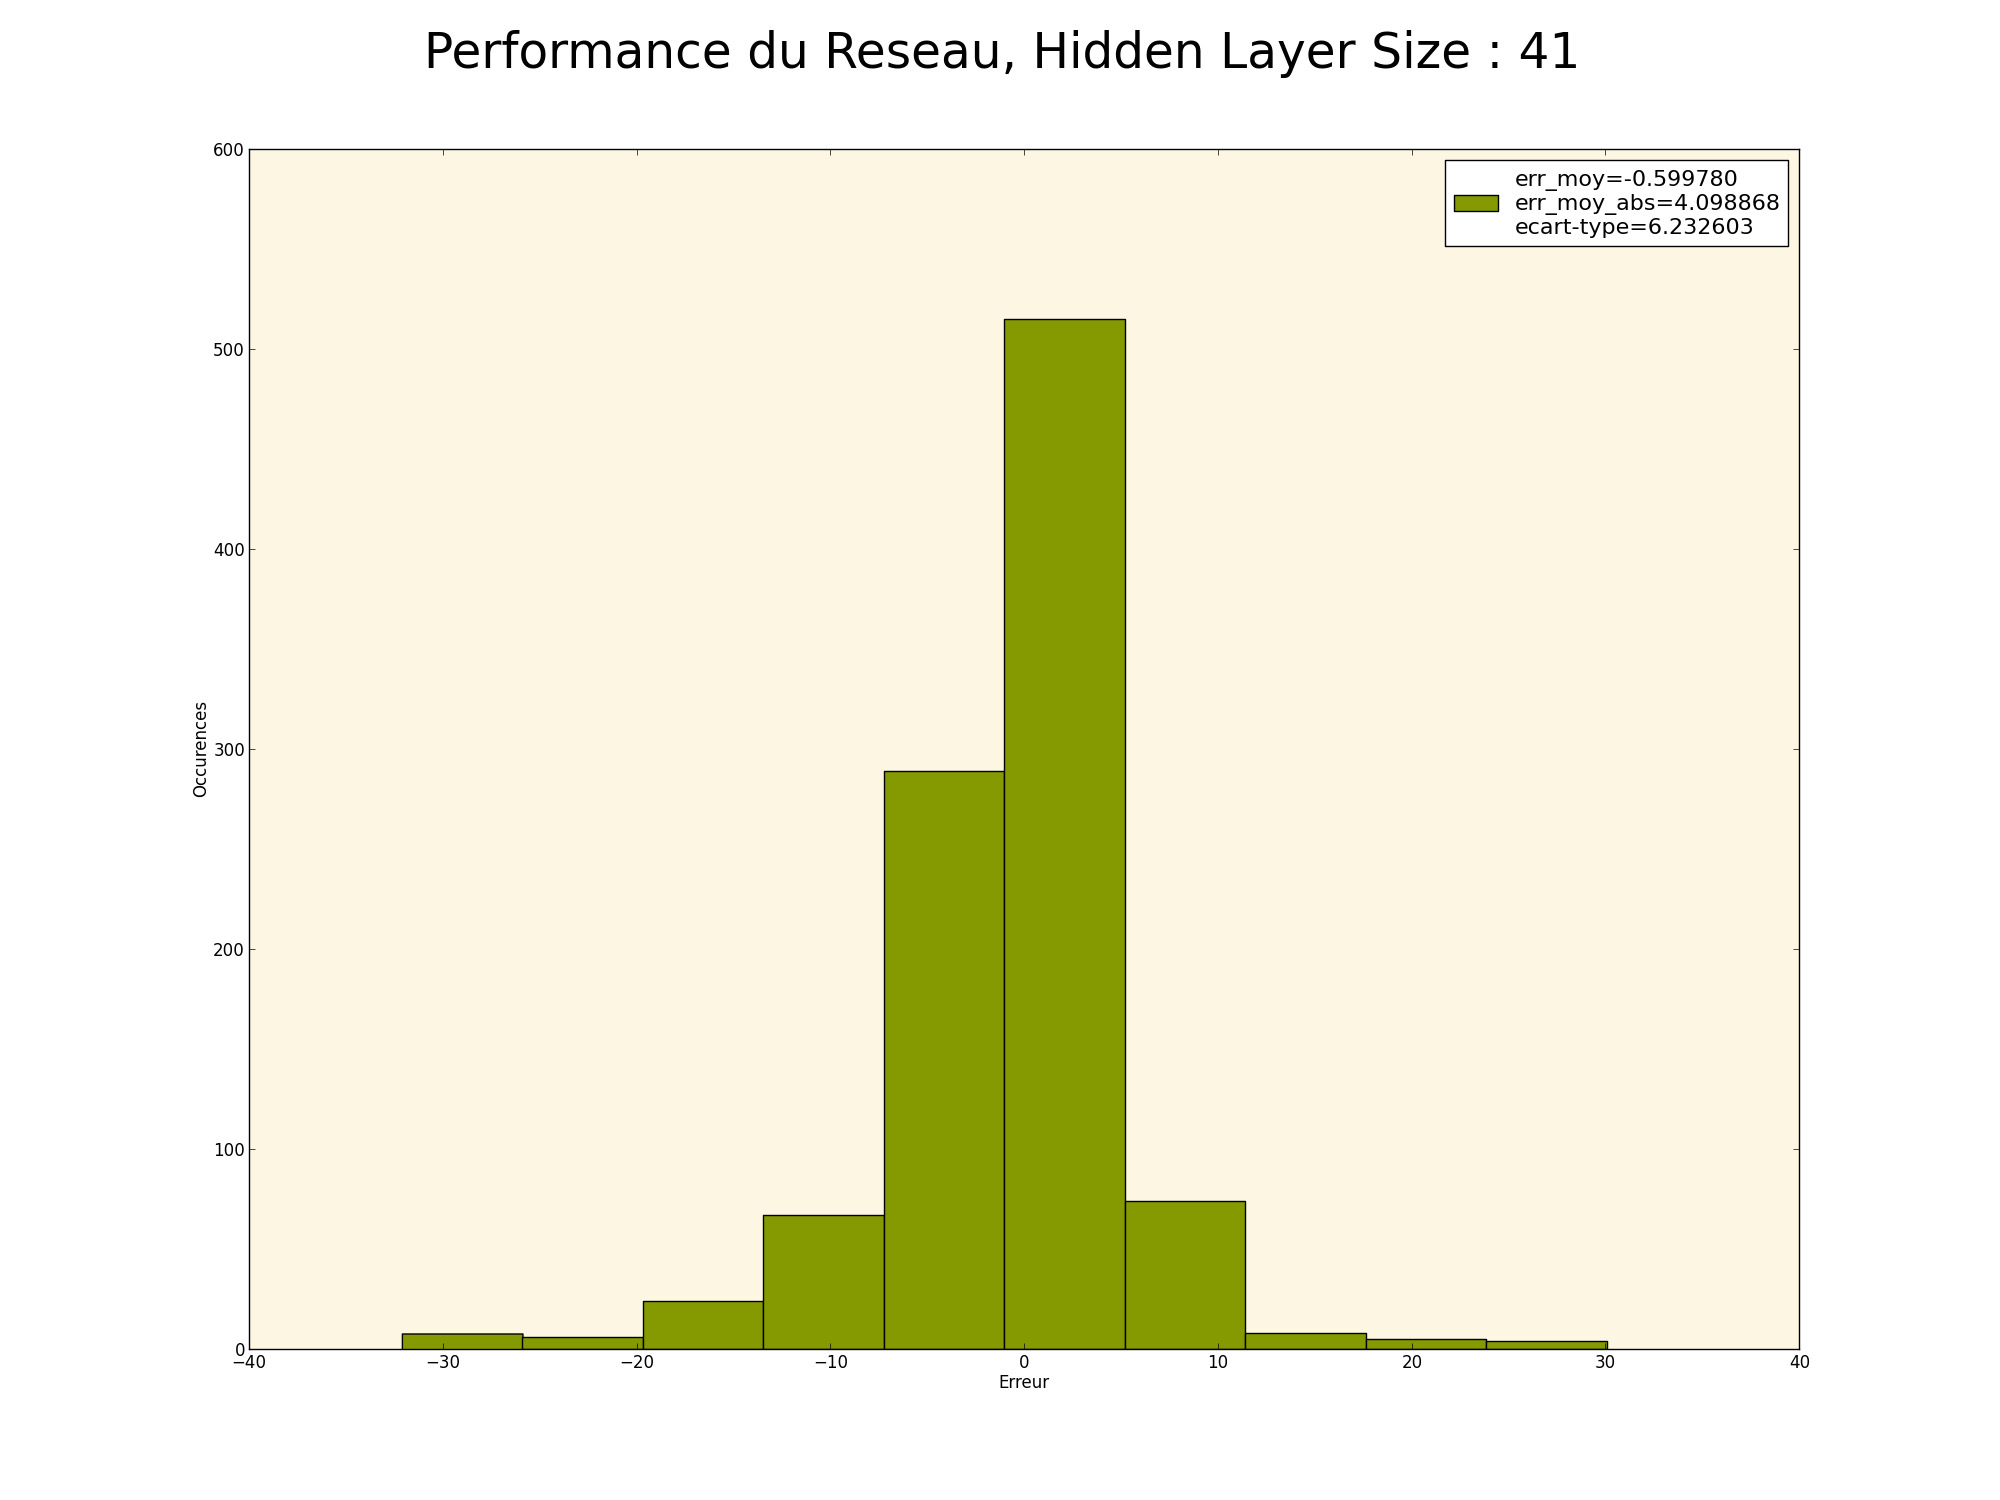 Performance du Reseau, Hidden Layer Size : 41
600
500
400
300
200
100
0
Occurences
err_moy=-0.599780
err_moy_abs=4.098868
ecart-type=6.232603
−40 −30 −20 −10 0 10 20 30 40
Erreur